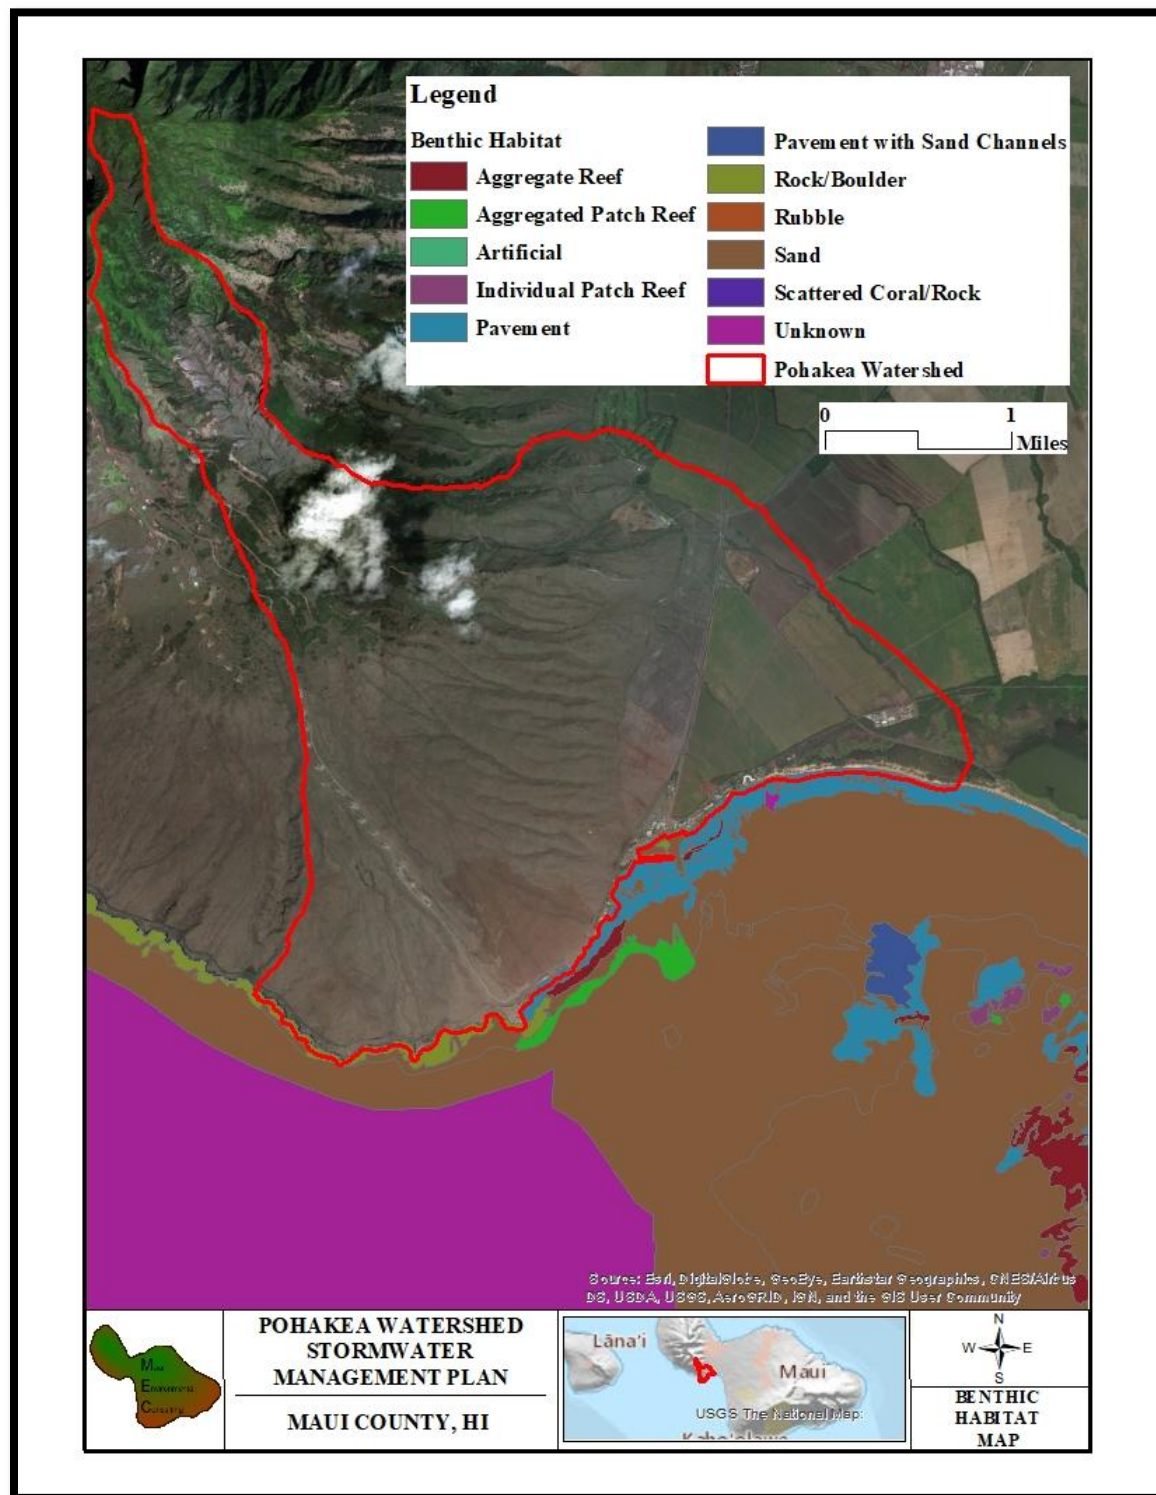 Legend
Benthic Habitat
Aggregate Reef
Aggregated Patch Reef
Artificial
Individual Patch Reef
Pavement
Pavement with Sand Channels
Rock/Boulder
Rubble
Sand
Scattered Coral/Rock
Unknown
Pohakea Watershed
0 1
Miles
Source: Esri, DigitalGlobe, GeoEye, Earthstar Geographics, CNES/Airbus
DS, USDA, USGS, AeroGRID, IGN, and the GIS User Community
POHAKEA WATERSHED
STORMWATER
MANAGEMENT PLAN
MAUI COUNTY, HI
Lāna'i
Maui
USGS The National Map:
N
W E
S
BENTHIC
HABITAT
MAP